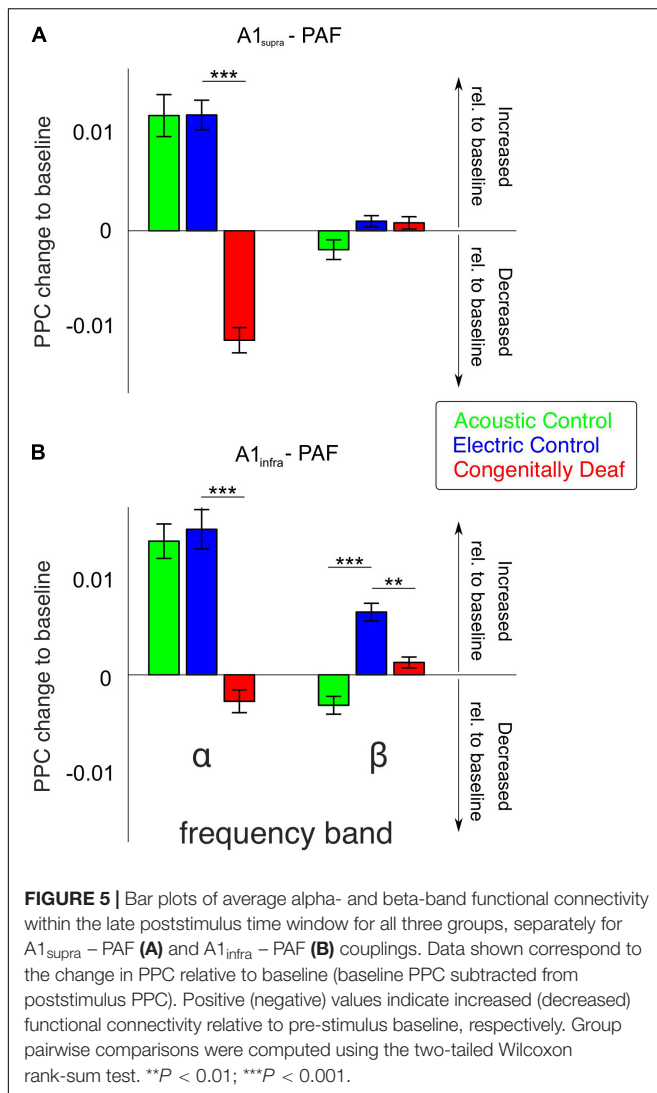 A
A1supra - PAF
***
0.01
0
-0.01
PPC change to baseline
Increased
rel. to baseline
Decreased
rel. to baseline
Acoustic Control
Electric Control
Congenitally Deaf
B
A1infra - PAF
***
***
**
0.01
0
-0.01
PPC change to baseline
Increased
rel. to baseline
Decreased
rel. to baseline
α β
frequency band
FIGURE 5 | Bar plots of average alpha- and beta-band functional connectivity
within the late poststimulus time window for all three groups, separately for
A1supra – PAF (A) and A1infra – PAF (B) couplings. Data shown correspond to
the change in PPC relative to baseline (baseline PPC subtracted from
poststimulus PPC). Positive (negative) values indicate increased (decreased)
functional connectivity relative to pre-stimulus baseline, respectively. Group
pairwise comparisons were computed using the two-tailed Wilcoxon
rank-sum test. **P < 0.01; ***P < 0.001.